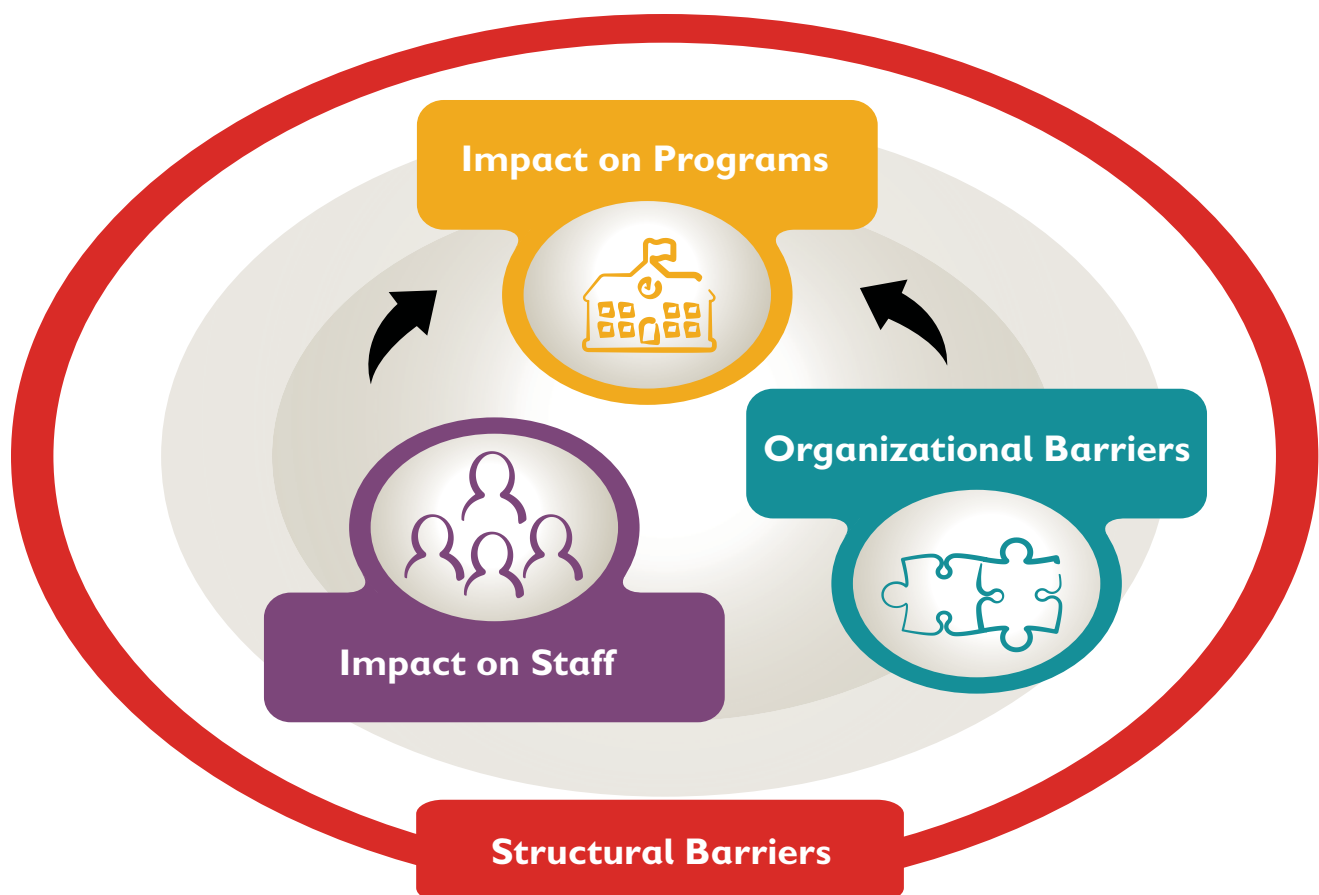 Impact on Programs
Organizational Barriers
Impact on Staff
Structural Barriers